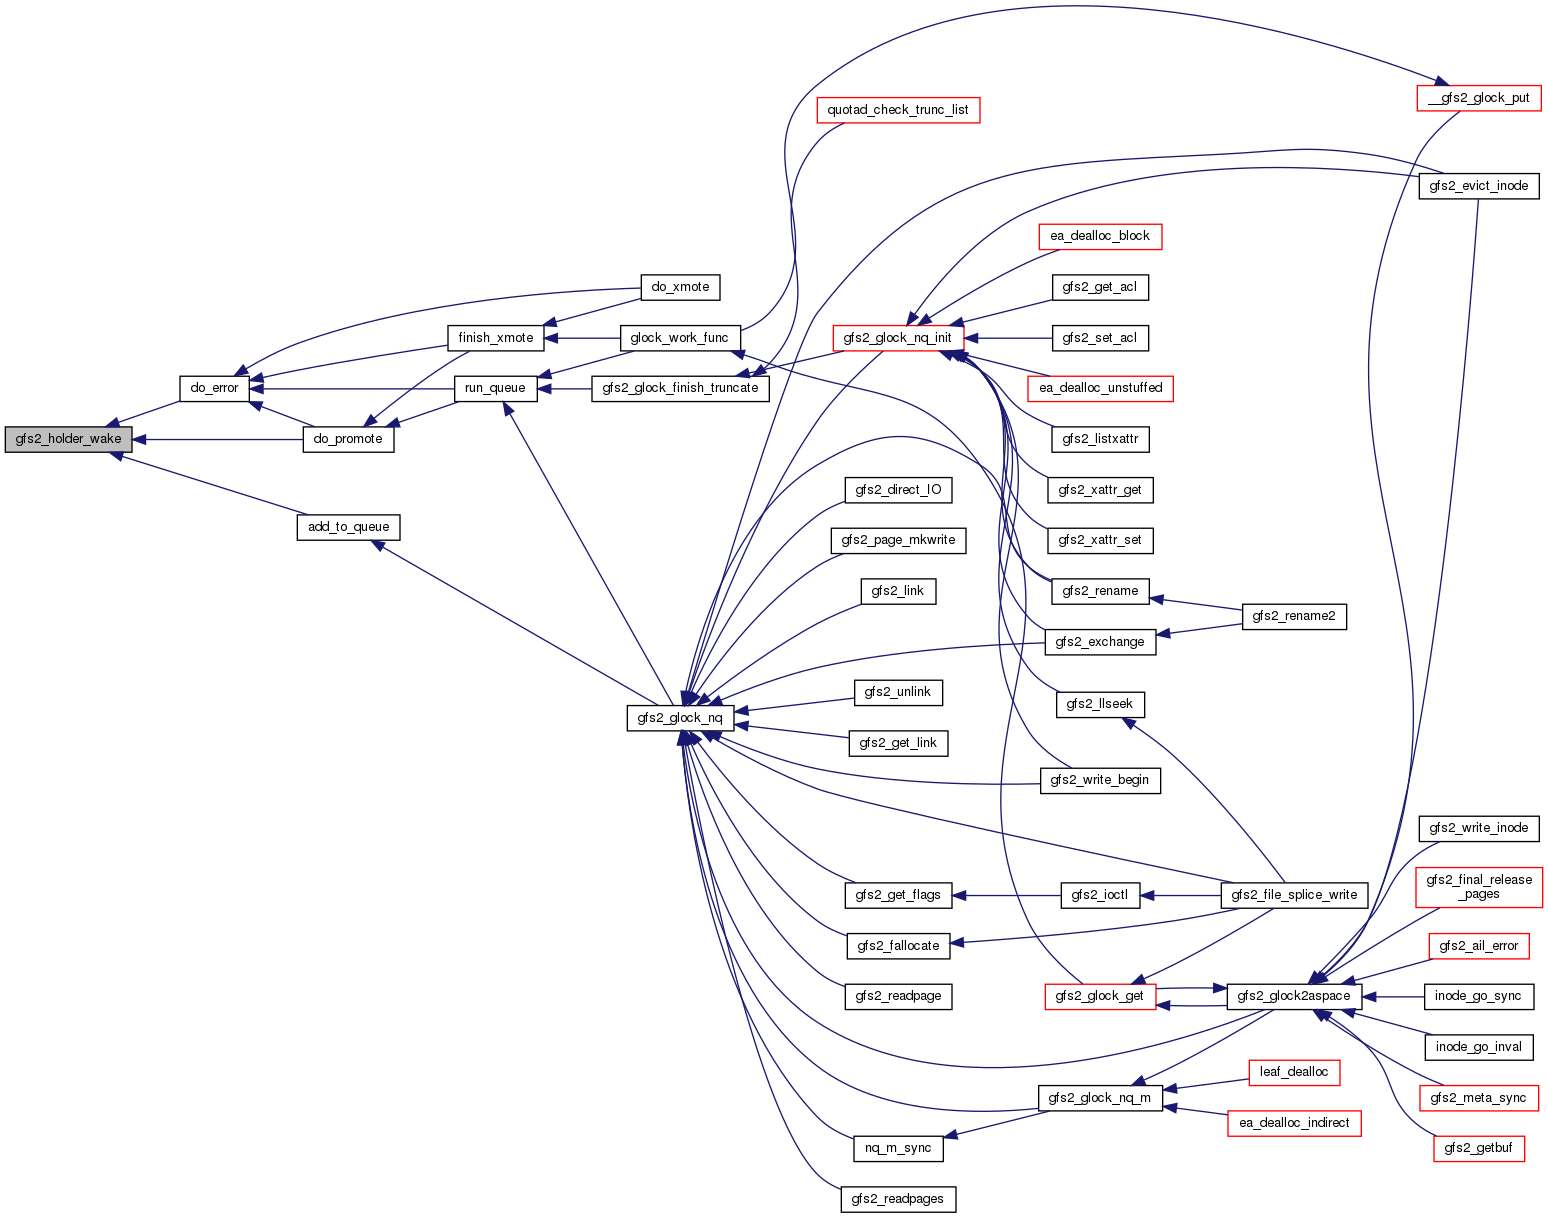 __gfs2_glock_put
quotad_check_trunc_list
gfs2_evict_inode
ea_dealloc_block
do_xmote
gfs2_get_acl
finish_xmote
glock_work_func
gfs2_glock_nq_init
gfs2_set_acl
do_error
run_queue
gfs2_glock_finish_truncate
ea_dealloc_unstuffed
gfs2_holder_wake
do_promote
gfs2_listxattr
gfs2_direct_IO
gfs2_xattr_get
add_to_queue
gfs2_page_mkwrite
gfs2_xattr_set
gfs2_link
gfs2_rename
gfs2_rename2
gfs2_exchange
gfs2_unlink
gfs2_llseek
gfs2_glock_nq
gfs2_get_link
gfs2_write_begin
gfs2_write_inode
gfs2_get_flags
gfs2_ioctl
gfs2_file_splice_write
gfs2_final_release
_pages
gfs2_fallocate
gfs2_ail_error
gfs2_readpage
gfs2_glock_get
gfs2_glock2aspace
inode_go_sync
inode_go_inval
leaf_dealloc
gfs2_glock_nq_m
gfs2_meta_sync
ea_dealloc_indirect
nq_m_sync
gfs2_getbuf
gfs2_readpages